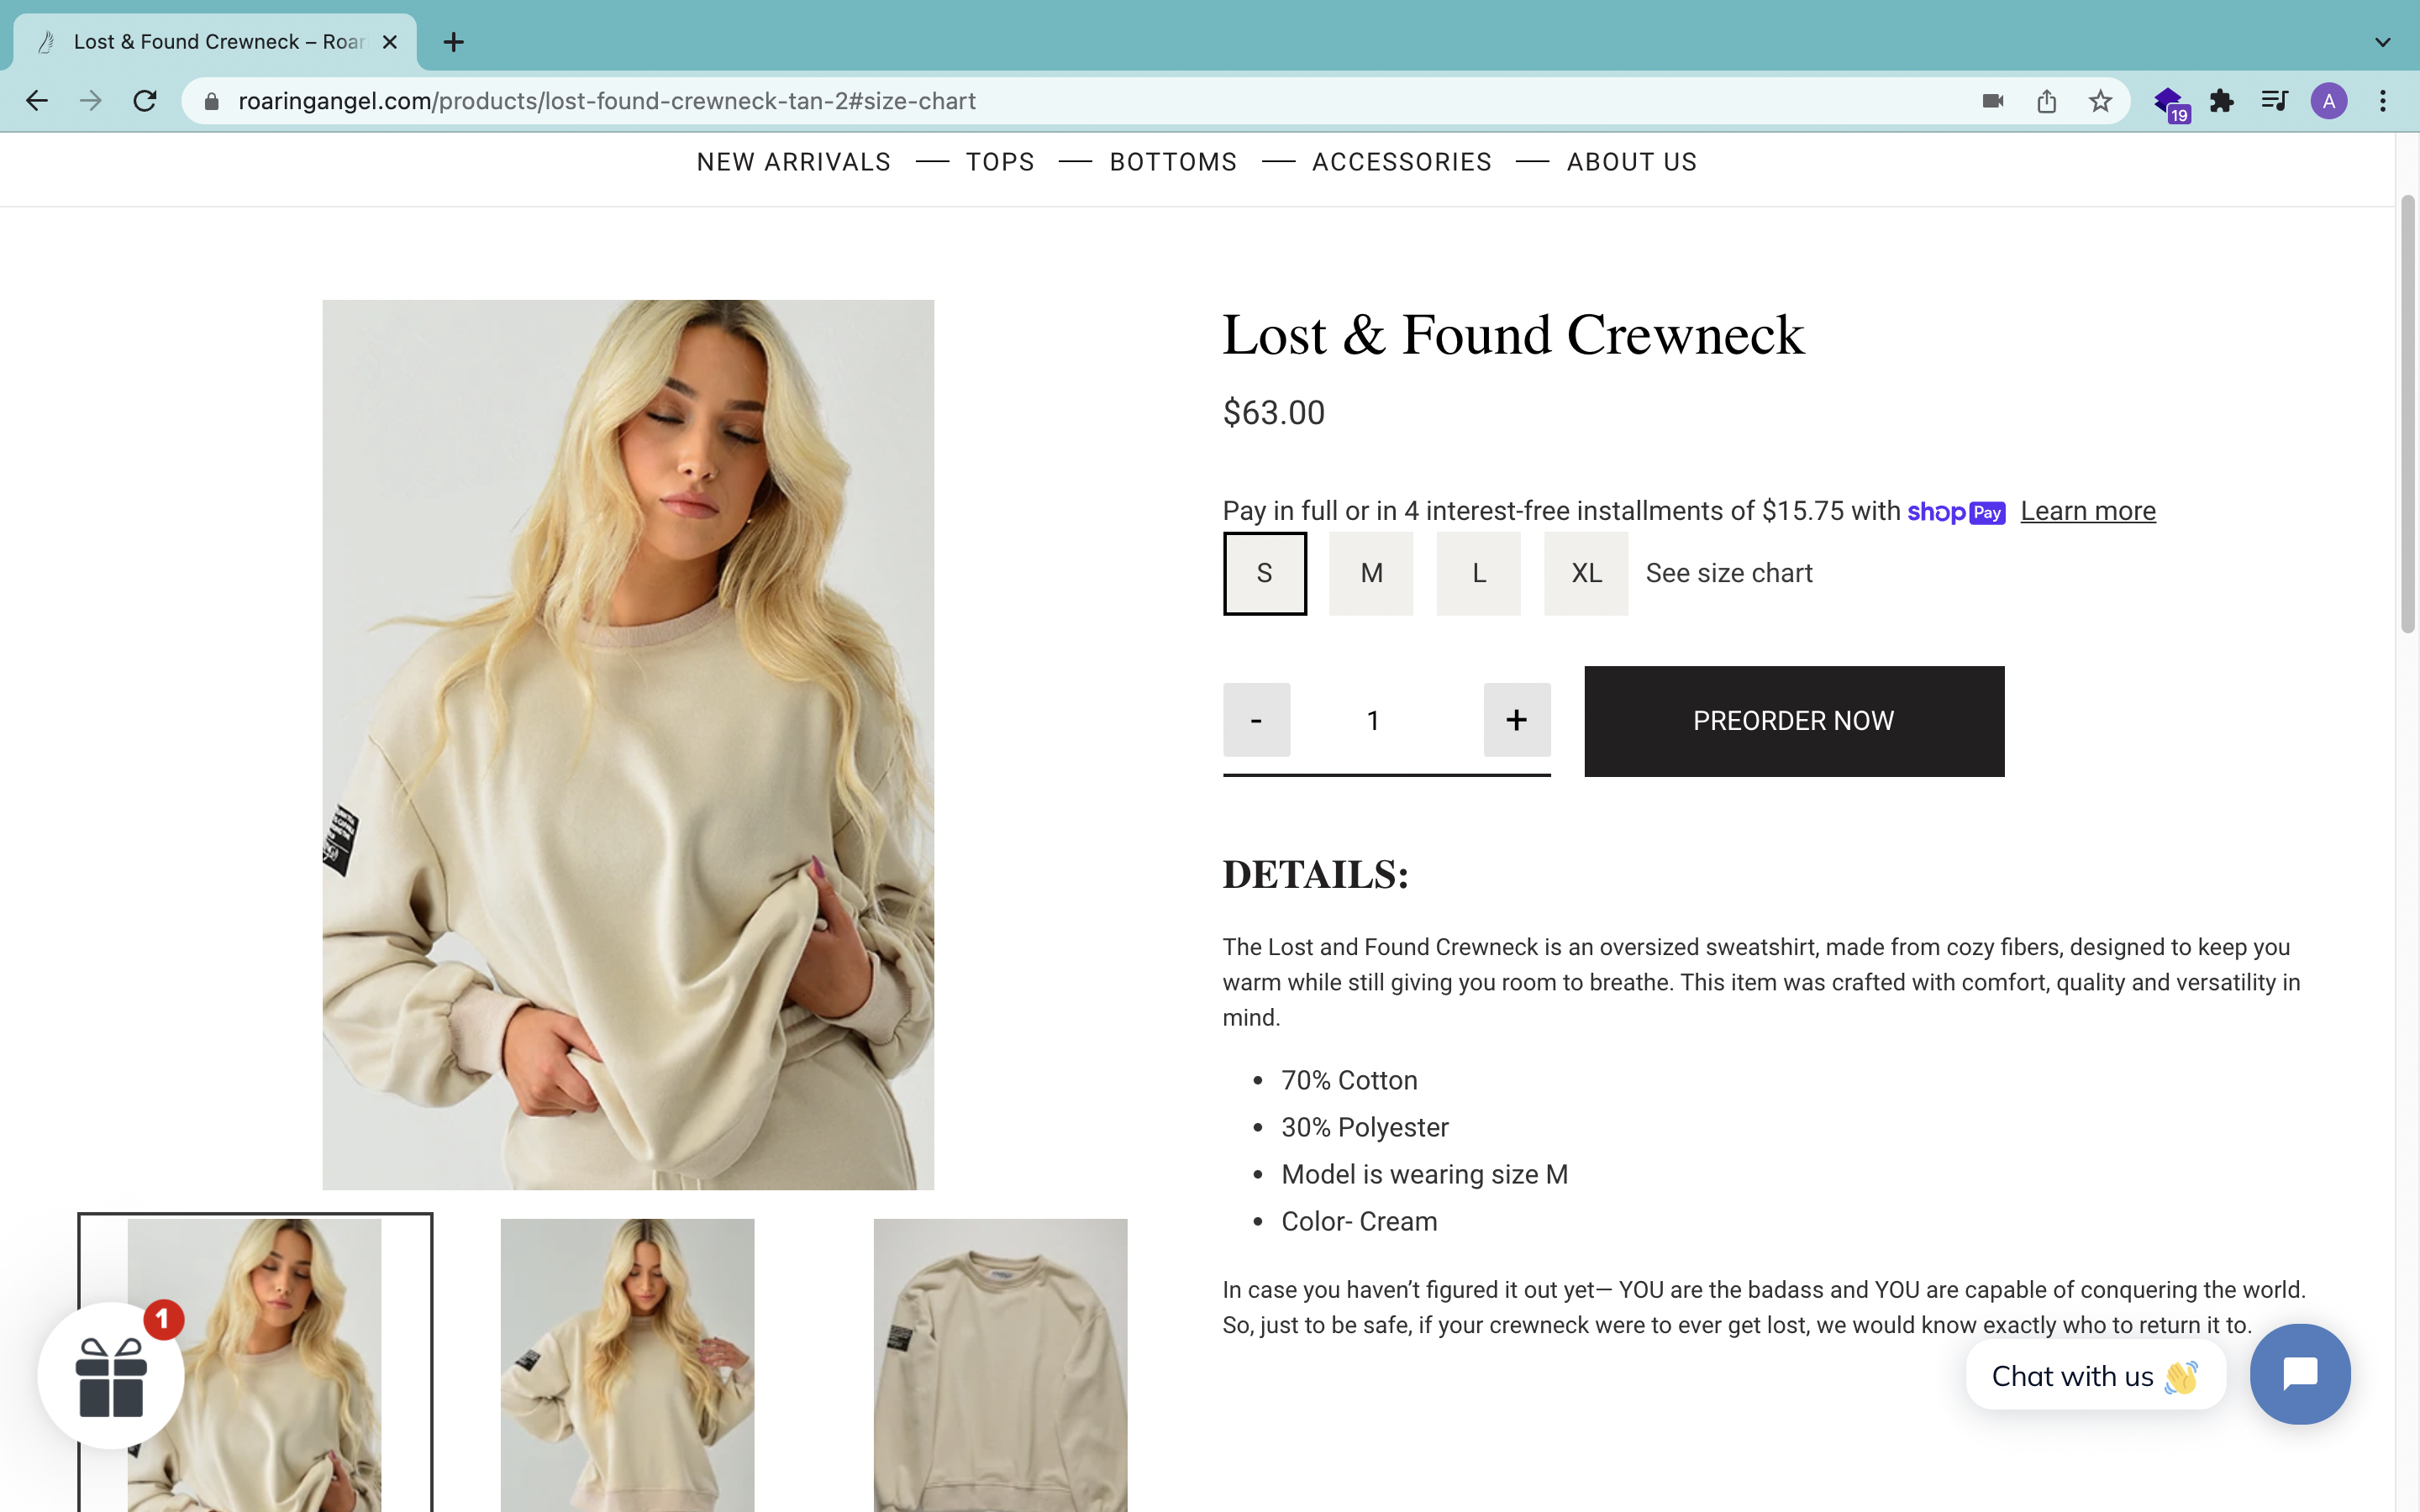 Lost & Found Crewneck – Roar
roaringangel.com/products/lost-found-crewneck-tan-2#size-chart
19
A
NEW ARRIVALS — TOPS — BOTTOMS — ACCESSORIES — ABOUT US
Lost & Found Crewneck
$63.00
Pay in full or in 4 interest-free installments of $15.75 with shop Pay Learn more
S M L XL See size chart
- 1 + PREORDER NOW
DETAILS:
The Lost and Found Crewneck is an oversized sweatshirt, made from cozy fibers, designed to keep you
warm while still giving you room to breathe. This item was crafted with comfort, quality and versatility in
mind.
• 70% Cotton
• 30% Polyester
• Model is wearing size M
• Color- Cream
In case you haven’t figured it out yet— YOU are the badass and YOU are capable of conquering the world.
So, just to be safe, if your crewneck were to ever get lost, we would know exactly who to return it to.
1
Chat with us 👋